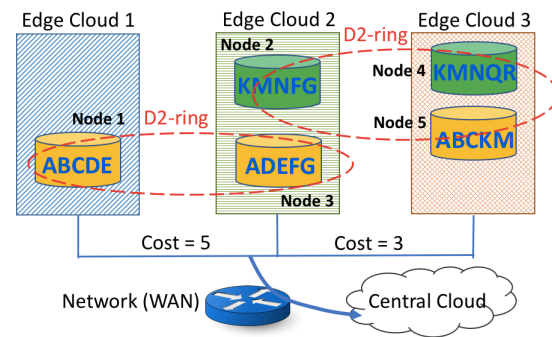 Edge Cloud 1
Edge Cloud 2
Edge Cloud 3
D2-ring
Node 2
KMNFG
Node 4
KMNQR
Node 1
D2-ring
Node 5
ABCDE
ADEFG
ABCKM
Node 3
Cost = 5
Cost = 3
Network (WAN)
Central Cloud